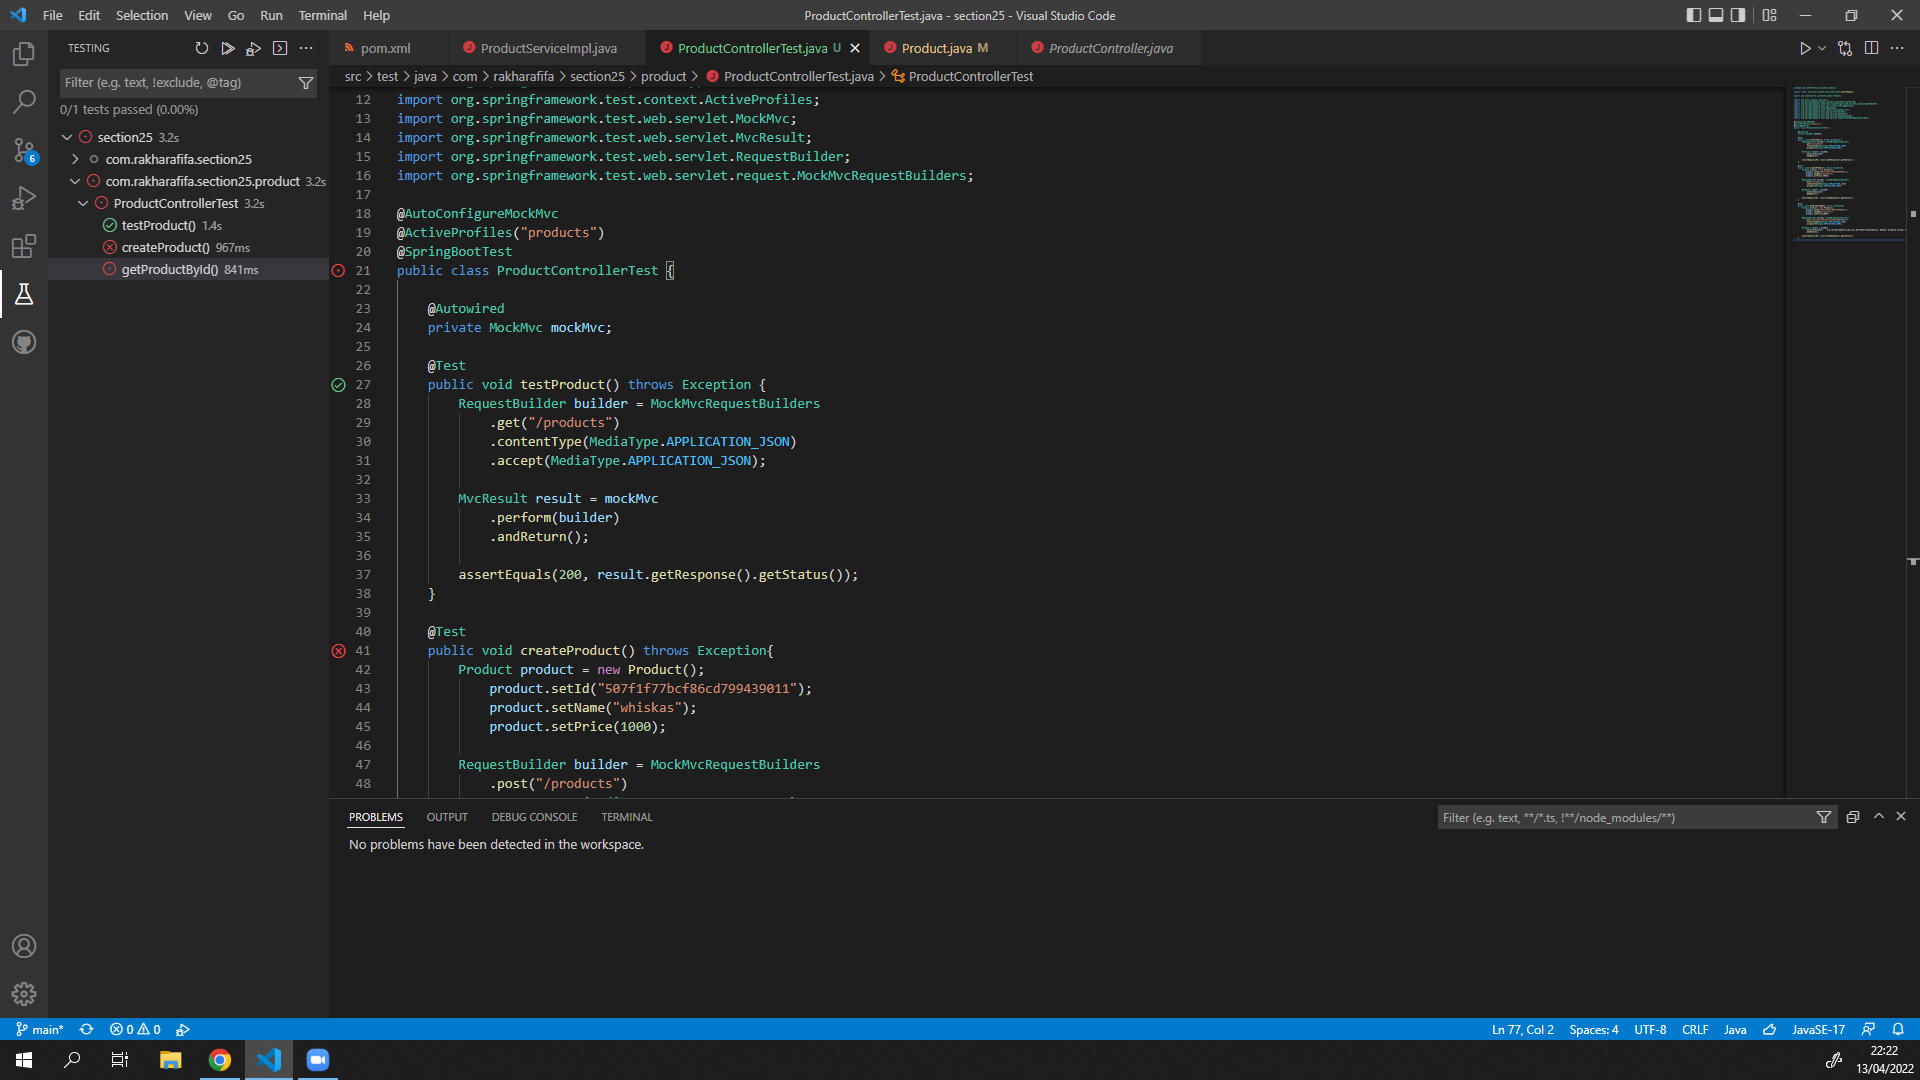 File Edit Selection View Go Run Terminal Help
ProductControllerTest.java - section25 - Visual Studio Code
TESTING
Filter (e.g. text, !exclude, @tag)
0/1 tests passed (0.00%)
section25 3.2s
com.rakharafifa.section25
com.rakharafifa.section25.product 3.2s
ProductControllerTest 3.2s
testProduct() 1.4s
createProduct() 967ms
getProductById() 841ms
6
pom.xml
ProductServiceImpl.java
ProductControllerTest.java U
Product.java M
ProductController.java
src > test > java > com > rakharafifa > section25 > product > ProductControllerTest.java > ProductControllerTest
12 import org.springframework.test.context.ActiveProfiles;
13 import org.springframework.test.web.servlet.MockMvc;
14 import org.springframework.test.web.servlet.MvcResult;
15 import org.springframework.test.web.servlet.RequestBuilder;
16 import org.springframework.test.web.servlet.request.MockMvcRequestBuilders;
17
18 @AutoConfigureMockMvc
19 @ActiveProfiles("products")
20 @SpringBootTest
21 public class ProductControllerTest {
22
23 @Autowired
24 private MockMvc mockMvc;
25
26 @Test
27 public void testProduct() throws Exception {
28 RequestBuilder builder = MockMvcRequestBuilders
29 .get("/products")
30 .contentType(MediaType.APPLICATION_JSON)
31 .accept(MediaType.APPLICATION_JSON);
32
33 MvcResult result = mockMvc
34 .perform(builder)
35 .andReturn();
36
37 assertEquals(200, result.getResponse().getStatus());
38 }
39
40 @Test
41 public void createProduct() throws Exception{
42 Product product = new Product();
43 product.setId("507f1f77bcf86cd799439011");
44 product.setName("whiskas");
45 product.setPrice(1000);
46
47 RequestBuilder builder = MockMvcRequestBuilders
48 .post("/products")
PROBLEMS OUTPUT DEBUG CONSOLE TERMINAL
Filter (e.g. text, **/*.ts, !**/node_modules/**)
No problems have been detected in the workspace.
main* 0 0
Ln 77, Col 2 Spaces: 4 UTF-8 CRLF Java JavaSE-17
22:22
13/04/2022